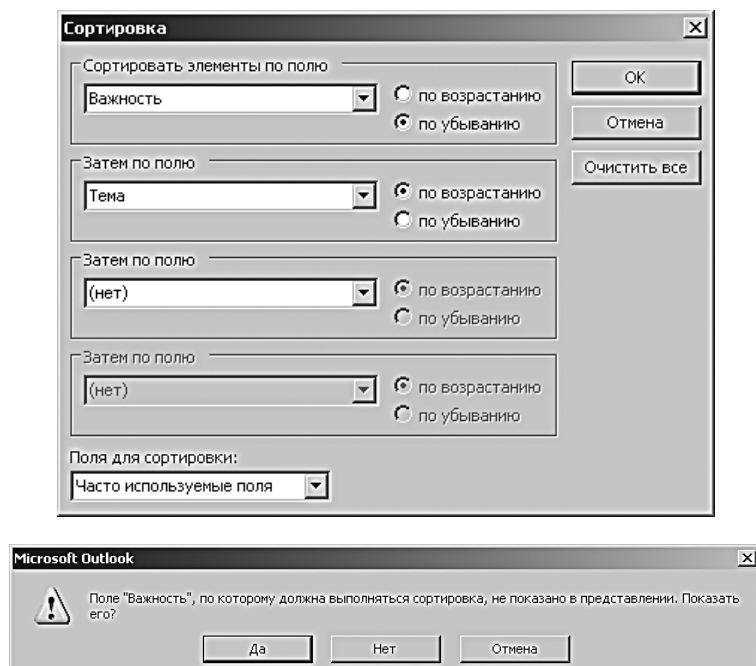 Сортировка
Сортировать элементы по полю
Важность
по возрастанию
по убыванию
OK
Отмена
Очистить все
Затем по полю
Тема
по возрастанию
по убыванию
Затем по полю
(нет)
по возрастанию
по убыванию
Затем по полю
(нет)
по возрастанию
по убыванию
Поля для сортировки:
Часто используемые поля
Microsoft Outlook
Поле "Важность", по которому должна выполняться сортировка, не показано в представлении. Показать
его?
Да
Нет
Отмена